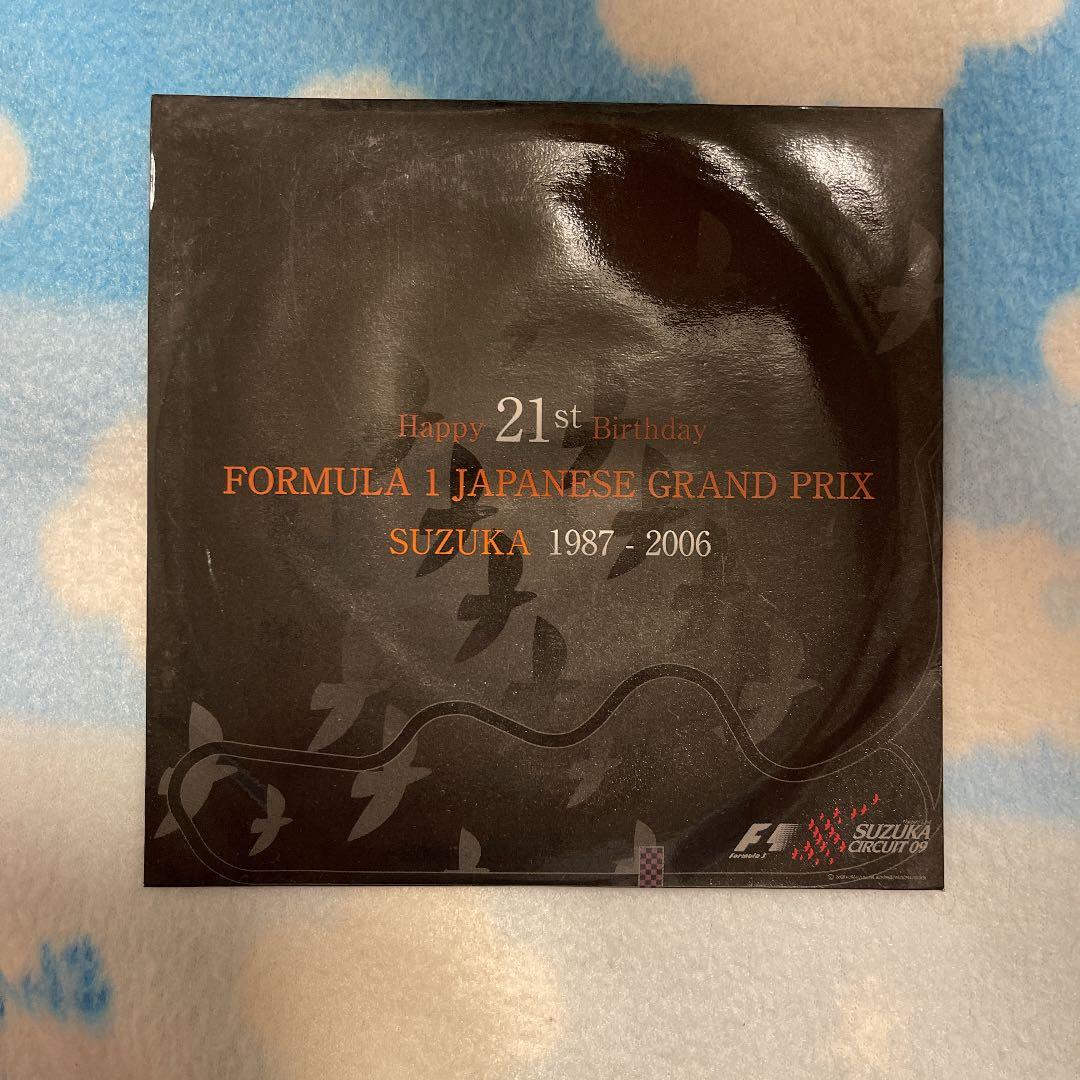 Happy 21st Birthday
FORMULA 1 JAPANESE GRAND PRIX
SUZUKA 1987 - 2006
F1
Formula 1
SUZUKA
CIRCUIT 09